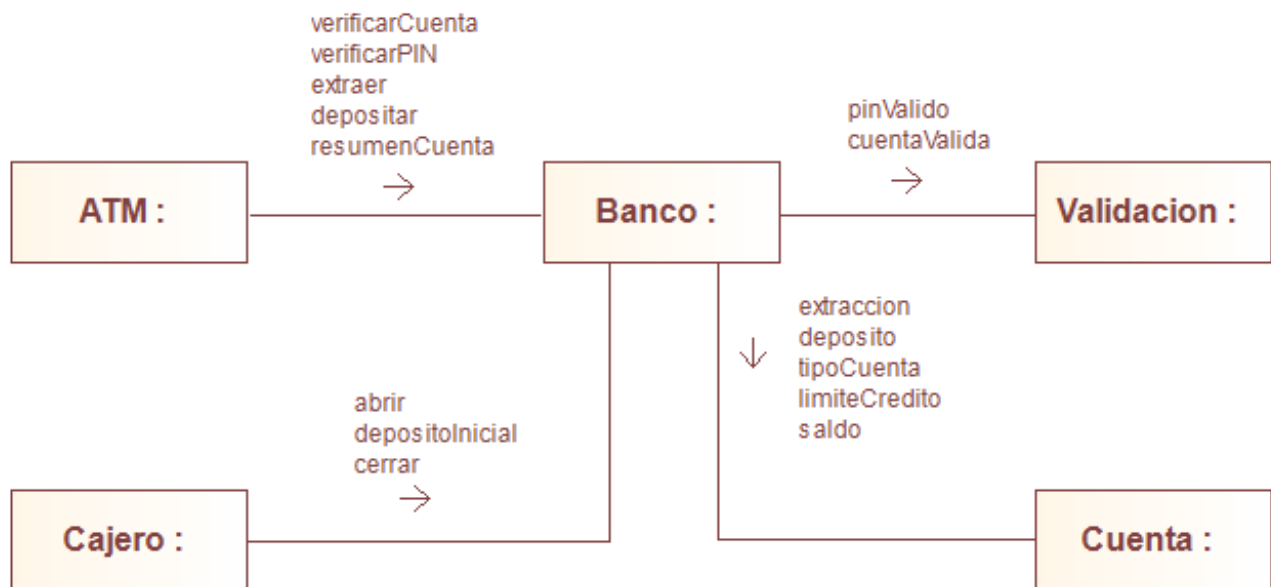 verificarCuenta
verificarPIN
extraer
depositar
resumenCuenta
pinValido
cuentaValida
ATM :
Banco :
Validacion :
extraccion
deposito
tipoCuenta
limiteCredito
saldo
abrir
depositoInicial
cerrar
Cajero :
Cuenta :